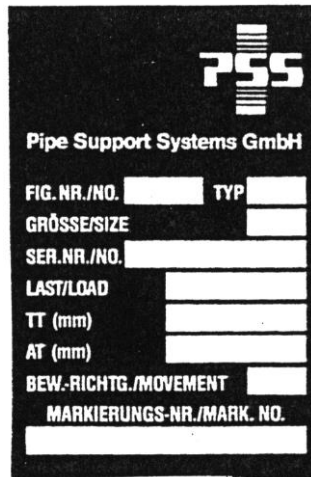 PSS
Pipe Support Systems GmbH
FIG. NR./NO. TYP
GRÖSSE/SIZE
SER.NR./NO.
LAST/LOAD
TT (mm)
AT (mm)
BEW.-RICHTG./MOVEMENT
MARKIERUNGS-NR./MARK. NO.